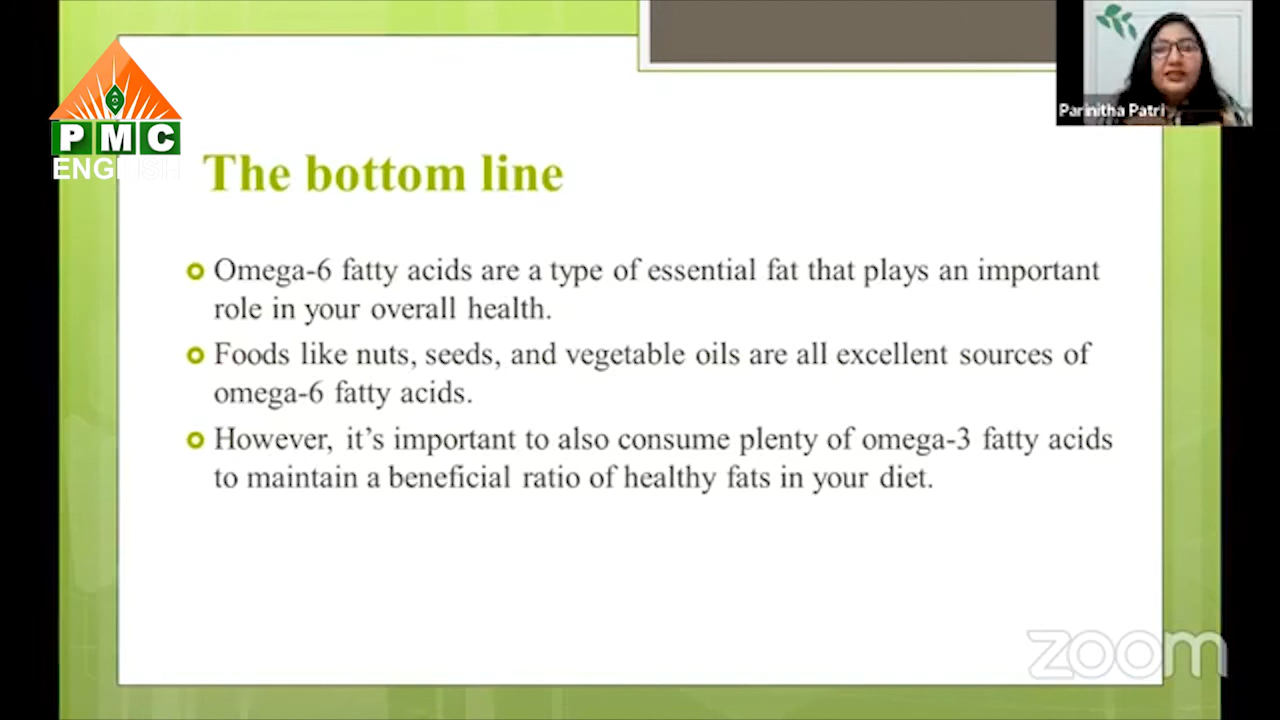 PMC
ENGLISH
Parinitha Patri
The bottom line
Omega-6 fatty acids are a type of essential fat that plays an important
role in your overall health.
Foods like nuts, seeds, and vegetable oils are all excellent sources of
omega-6 fatty acids.
However, it's important to also consume plenty of omega-3 fatty acids
to maintain a beneficial ratio of healthy fats in your diet.
zoom